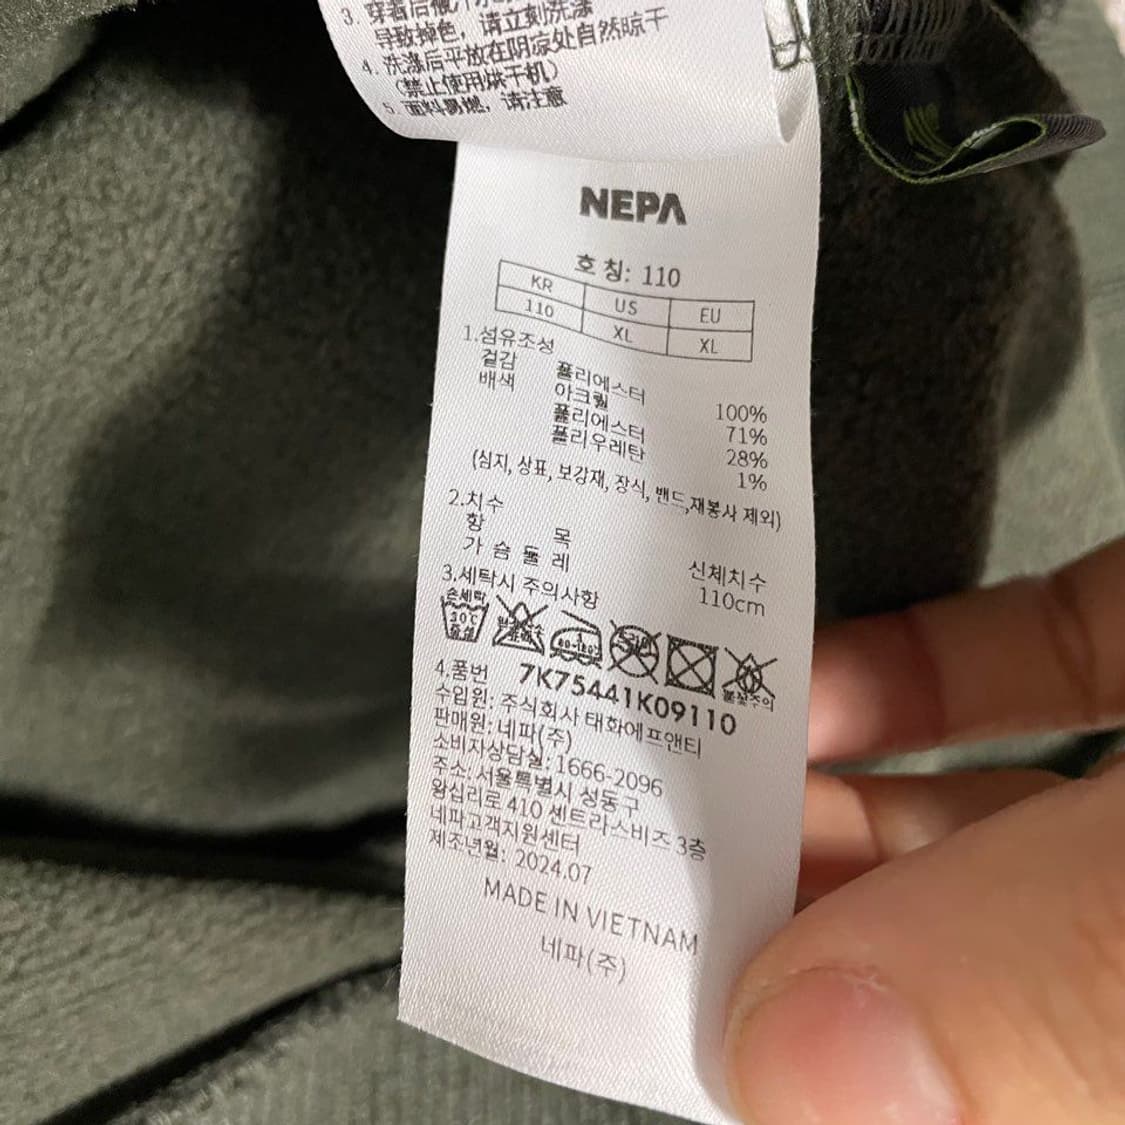 3. 穿着后被汗水
导致掉色，请立刻洗涤
4. 洗涤后平放在阴凉处自然晾干
(禁止使用烘干机)
5. 面料易燃，请注意
NEPA
호 칭: 110
KR US EU
110 XL XL
1.섬유조성
겉감 폴리에스터 100%
배색 아크릴 71%
폴리에스터 28%
폴리우레탄 1%
(심지, 상표, 보강재, 장식, 밴드,재봉사 제외)
2.치수
항 목 신체치수
가 슴 둘 레 110cm
3.세탁시 주의사항
손세탁
30℃
중성
80~120℃
불꽃주의
4.품번 7K75441K09110
수입원: 주식회사 태화에프앤티
판매원: 네파(주)
소비자상담실: 1666-2096
주소: 서울특별시 성동구
왕십리로 410 센트라스비즈 3층
네파고객지원센터
제조년월: 2024.07
MADE IN VIETNAM
네파(주)